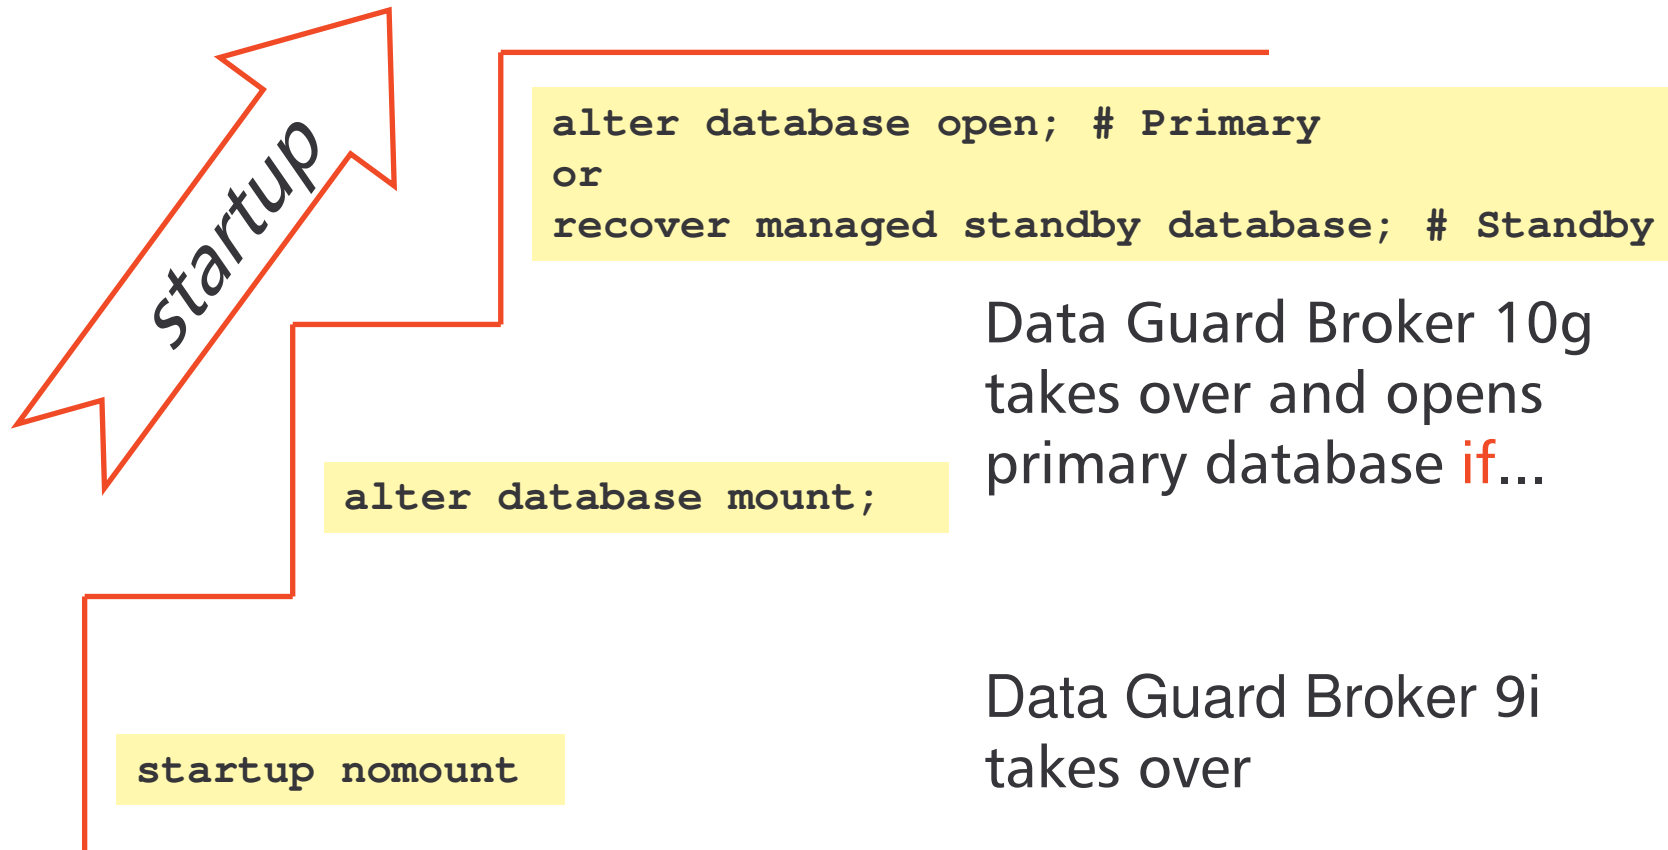 startup
alter database open; # Primary
or
recover managed standby database; # Standby
Data Guard Broker 10g
takes over and opens
primary database if...
alter database mount;
Data Guard Broker 9i
takes over
startup nomount